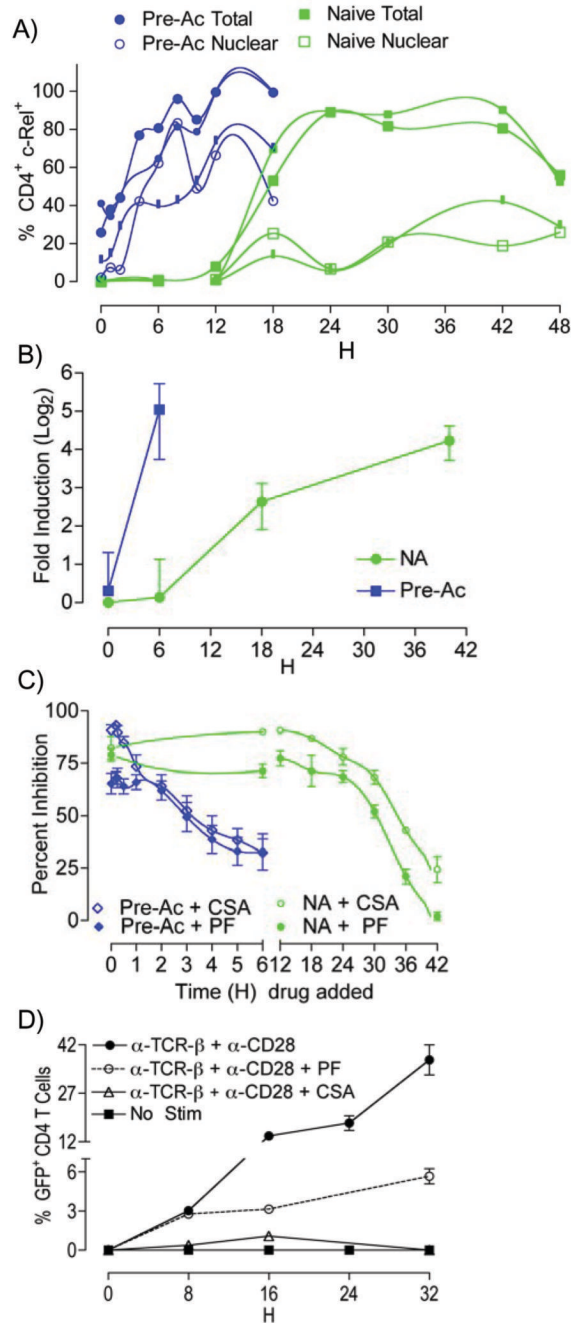 A)
Pre-Ac Total
Naive Total
Pre-Ac Nuclear
Naive Nuclear
% CD4+ c-Rel+
100
80
60
40
20
0
0 6 12 18 24 30 36 42 48
H
B)
Fold Induction (Log2)
6
5
4
3
2
1
0
NA
Pre-Ac
0 6 12 18 24 30 36 42
H
C)
Percent Inhibition
100
75
50
25
0
Pre-Ac + CSA
NA + CSA
Pre-Ac + PF
NA + PF
0 1 2 3 4 5 6 12 18 24 30 36 42
Time (H) drug added
D)
% GFP+ CD4 T Cells
42
27
12
6
3
0
α-TCR-β + α-CD28
α-TCR-β + α-CD28 + PF
α-TCR-β + α-CD28 + CSA
No Stim
0 8 16 24 32
H